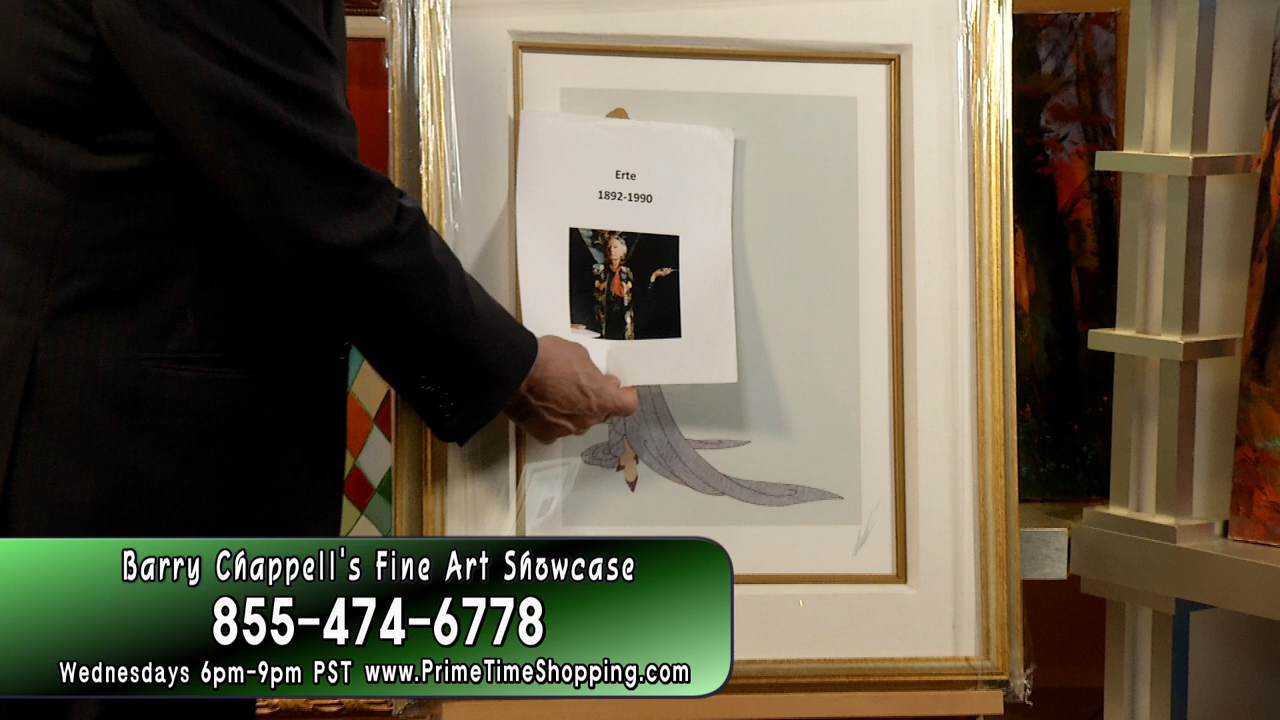 Erte
1892-1990
Barry Chappell's Fine Art Showcase
855-474-6778
Wednesdays 6pm-9pm PST www.PrimeTimeShopping.com